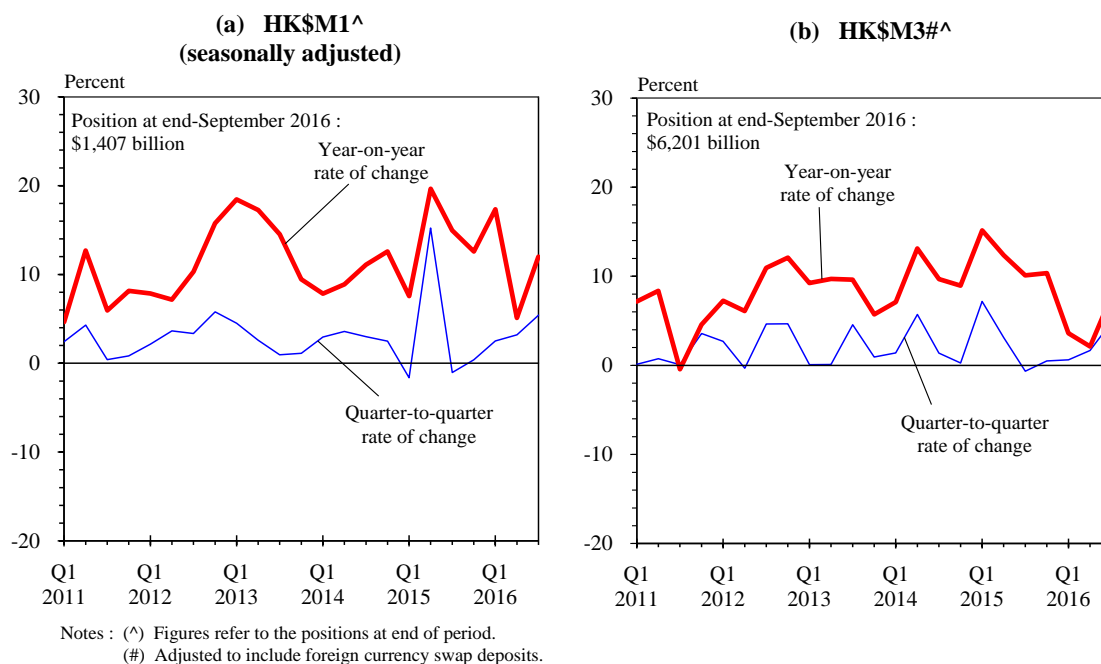 (a) HK$M1^
(seasonally adjusted)
Percent
30
20
10
0
-10
-20
Position at end-September 2016 :
$1,407 billion
Year-on-year
rate of change
Quarter-to-quarter
rate of change
Q1 Q1 Q1 Q1 Q1 Q1
2011 2012 2013 2014 2015 2016
(b) HK$M3#^
Percent
30
20
10
0
-10
-20
Position at end-September 2016 :
$6,201 billion
Year-on-year
rate of change
Quarter-to-quarter
rate of change
Q1 Q1 Q1 Q1 Q1 Q1
2011 2012 2013 2014 2015 2016
Notes : (^) Figures refer to the positions at end of period.
(#) Adjusted to include foreign currency swap deposits.